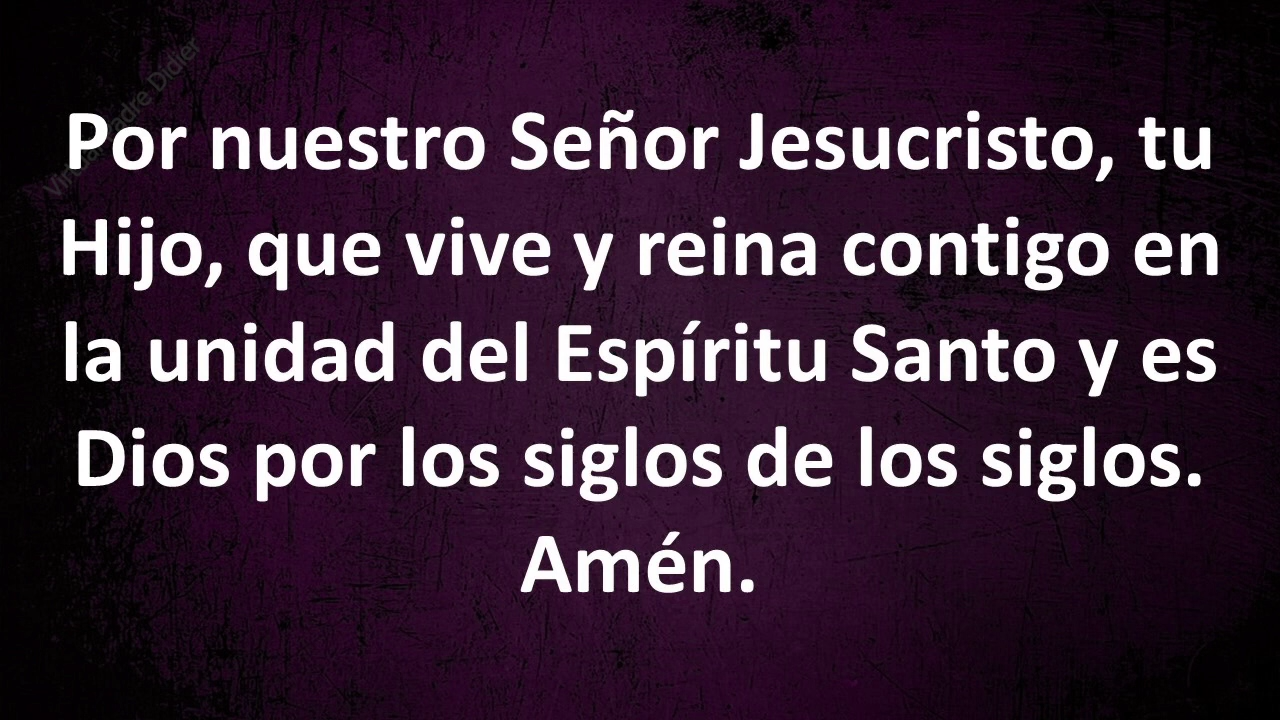 Por nuestro Señor Jesucristo, tu
Hijo, que vive y reina contigo en
la unidad del Espíritu Santo y es
Dios por los siglos de los siglos.
Amén.
Didier